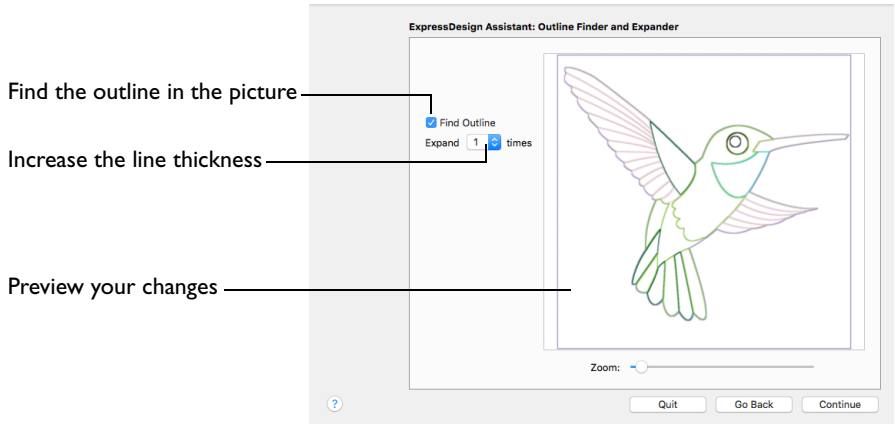 ExpressDesign Assistant: Outline Finder and Expander
Find the outline in the picture
Find Outline
Expand 1 times
Increase the line thickness
Preview your changes
Zoom:
? Quit Go Back Continue